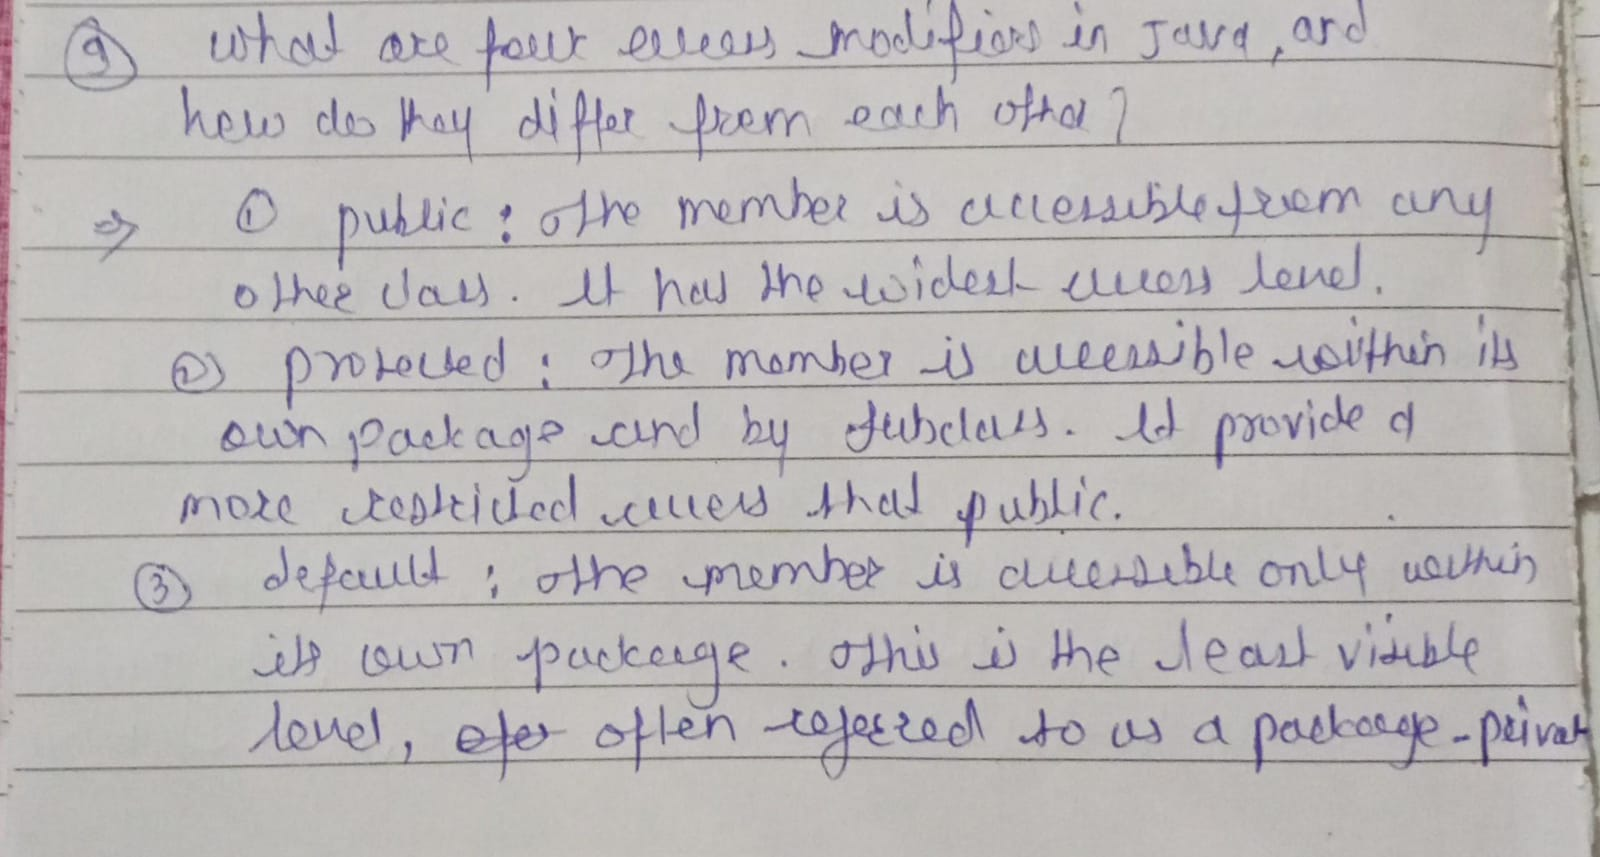 9 What are four access modifiers in Java, and
how do they differ from each other?
⇒ ① public : The member is accessible from any
other class. It has the widest access level.
② protected : The member is accessible within its
own package and by subclass. It provide a
more restricted access that public.
③ default : The member is accessible only within
its own package. This is the least visible
level, often referred to as a package-privat